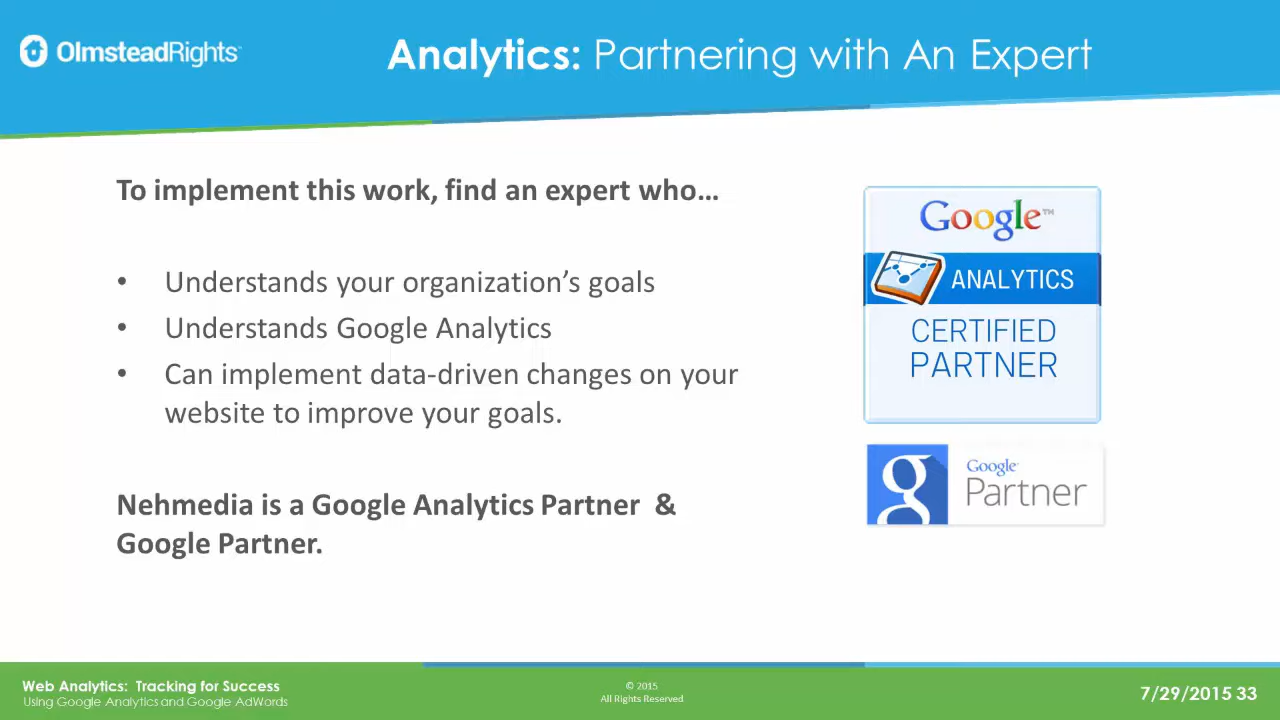 OlmsteadRights
Analytics: Partnering with An Expert
To implement this work, find an expert who…
• Understands your organization's goals
• Understands Google Analytics
• Can implement data-driven changes on your
website to improve your goals.
Nehmedia is a Google Analytics Partner &
Google Partner.
Google™
ANALYTICS
CERTIFIED
PARTNER
g
Google
Partner
Web Analytics: Tracking for Success
Using Google Analytics and Google AdWords
© 2015
All Rights Reserved
7/29/2015 33